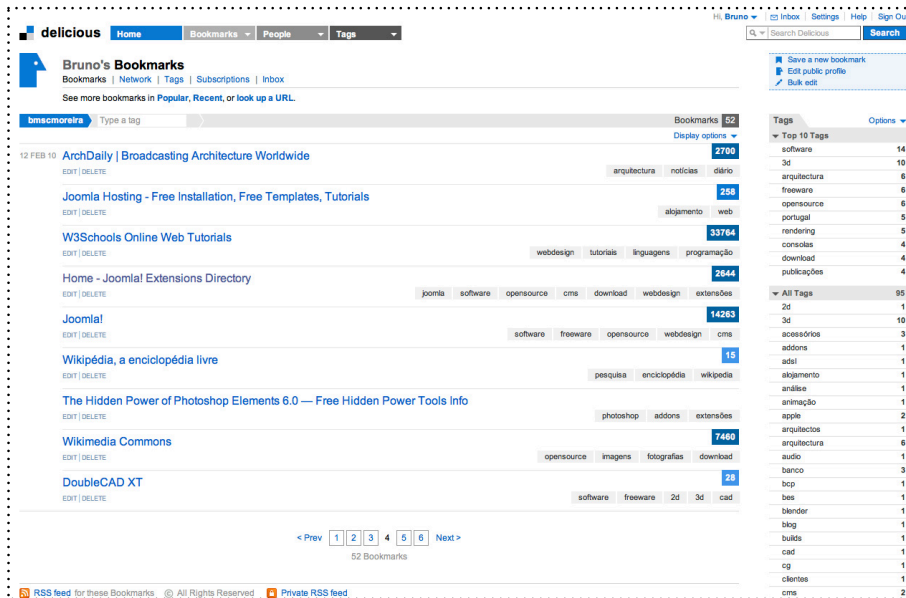 Hi, Bruno | Inbox | Settings | Help | Sign Ou
delicious Home Bookmarks People Tags Search Delicious Search
Bruno's Bookmarks
Bookmarks | Network | Tags | Subscriptions | Inbox
See more bookmarks in Popular, Recent, or look up a URL.
Save a new bookmark
Edit public profile
Bulk edit
bmscmoreira Type a tag Bookmarks 52
Display options
12 FEB 10 ArchDaily | Broadcasting Architecture Worldwide 2700
EDIT | DELETE arquitectura notícias diário
Joomla Hosting - Free Installation, Free Templates, Tutorials 258
EDIT | DELETE alojamento web
W3Schools Online Web Tutorials 33764
EDIT | DELETE webdesign tutoriais linguagens programação
Home - Joomla! Extensions Directory 2644
EDIT | DELETE joomla software opensource cms download webdesign extensões
Joomla! 14263
EDIT | DELETE software freeware opensource webdesign cms
Wikipédia, a enciclopédia livre 15
EDIT | DELETE pesquisa enciclopédia wikipedia
The Hidden Power of Photoshop Elements 6.0 — Free Hidden Power Tools Info
EDIT | DELETE photoshop addons extensões
Wikimedia Commons 7460
EDIT | DELETE opensource imagens fotografias download
DoubleCAD XT 28
EDIT | DELETE software freeware 2d 3d cad
< Prev 1 2 3 4 5 6 Next >
52 Bookmarks
RSS feed for these Bookmarks © All Rights Reserved Private RSS feed
Tags Options
Top 10 Tags
software 14
3d 10
arquitectura 6
freeware 6
opensource 6
portugal 5
rendering 5
consolas 4
download 4
publicações 4
All Tags 95
2d 1
3d 10
acessórios 3
addons 1
adsl 1
alojamento 1
análise 1
animação 1
apple 2
arquitectos 1
arquitectura 6
audio 1
banco 3
bcp 1
bes 1
blender 1
blog 1
builds 1
cad 1
cg 1
clientes 1
cms 2